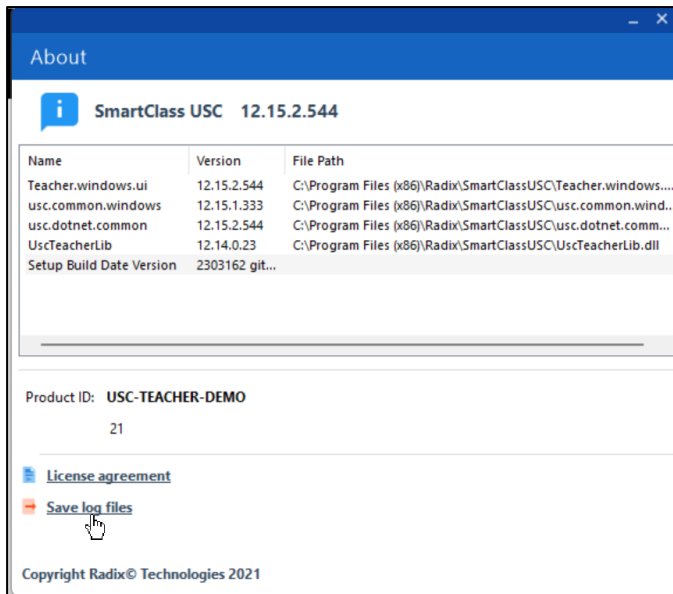 About
SmartClass USC 12.15.2.544
Name Version File Path
Teacher.windows.ui 12.15.2.544 C:\Program Files (x86)\Radix\SmartClassUSC\Teacher.windows....
usc.common.windows 12.15.1.333 C:\Program Files (x86)\Radix\SmartClassUSC\usc.common.wind...
usc.dotnet.common 12.15.2.544 C:\Program Files (x86)\Radix\SmartClassUSC\usc.dotnet.comm...
UscTeacherLib 12.14.0.23 C:\Program Files (x86)\Radix\SmartClassUSC\UscTeacherLib.dll
Setup Build Date Version 2303162 git...
Product ID: USC-TEACHER-DEMO
21
License agreement
Save log files
Copyright Radix© Technologies 2021